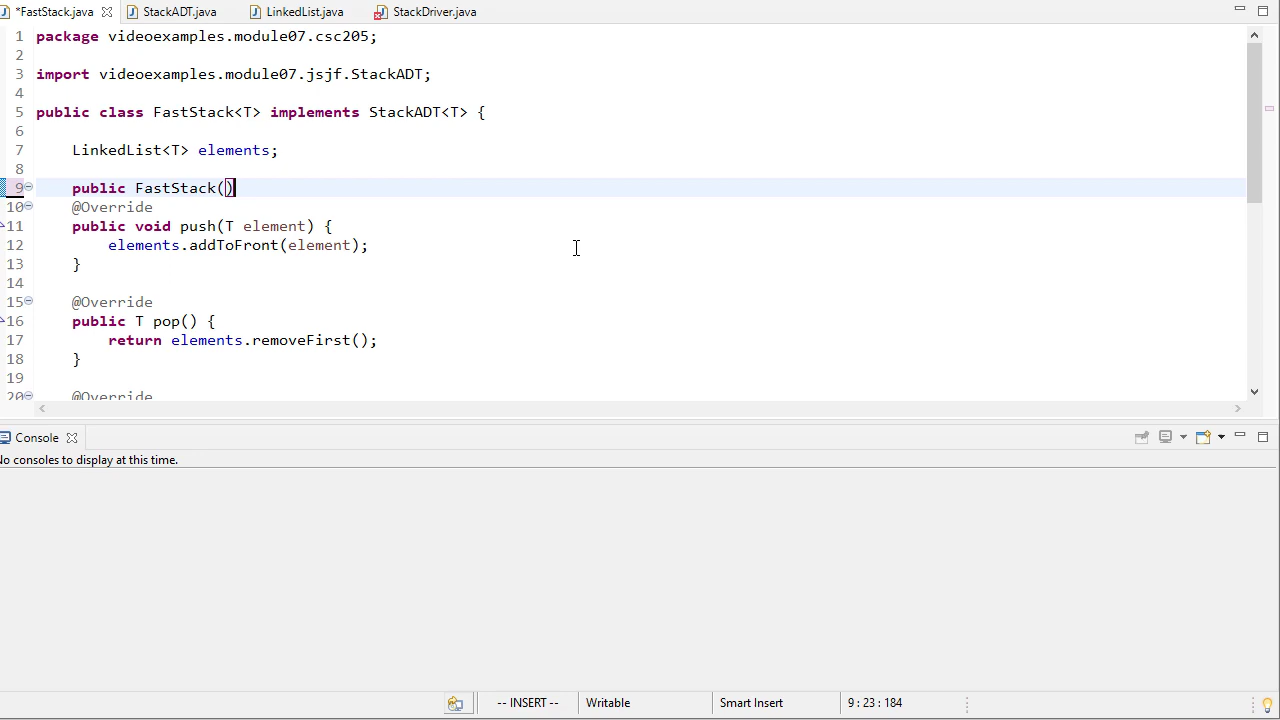 *FastStack.java StackADT.java LinkedList.java StackDriver.java
1 package videoexamples.module07.csc205;
2
3 import videoexamples.module07.jsjf.StackADT;
4
5 public class FastStack<T> implements StackADT<T> {
6
7 LinkedList<T> elements;
8
9 public FastStack()
10 @Override
11 public void push(T element) {
12 elements.addToFront(element);
13 }
14
15 @Override
16 public T pop() {
17 return elements.removeFirst();
18 }
19
20 @Override
Console
No consoles to display at this time.
-- INSERT -- Writable Smart Insert 9 : 23 : 184